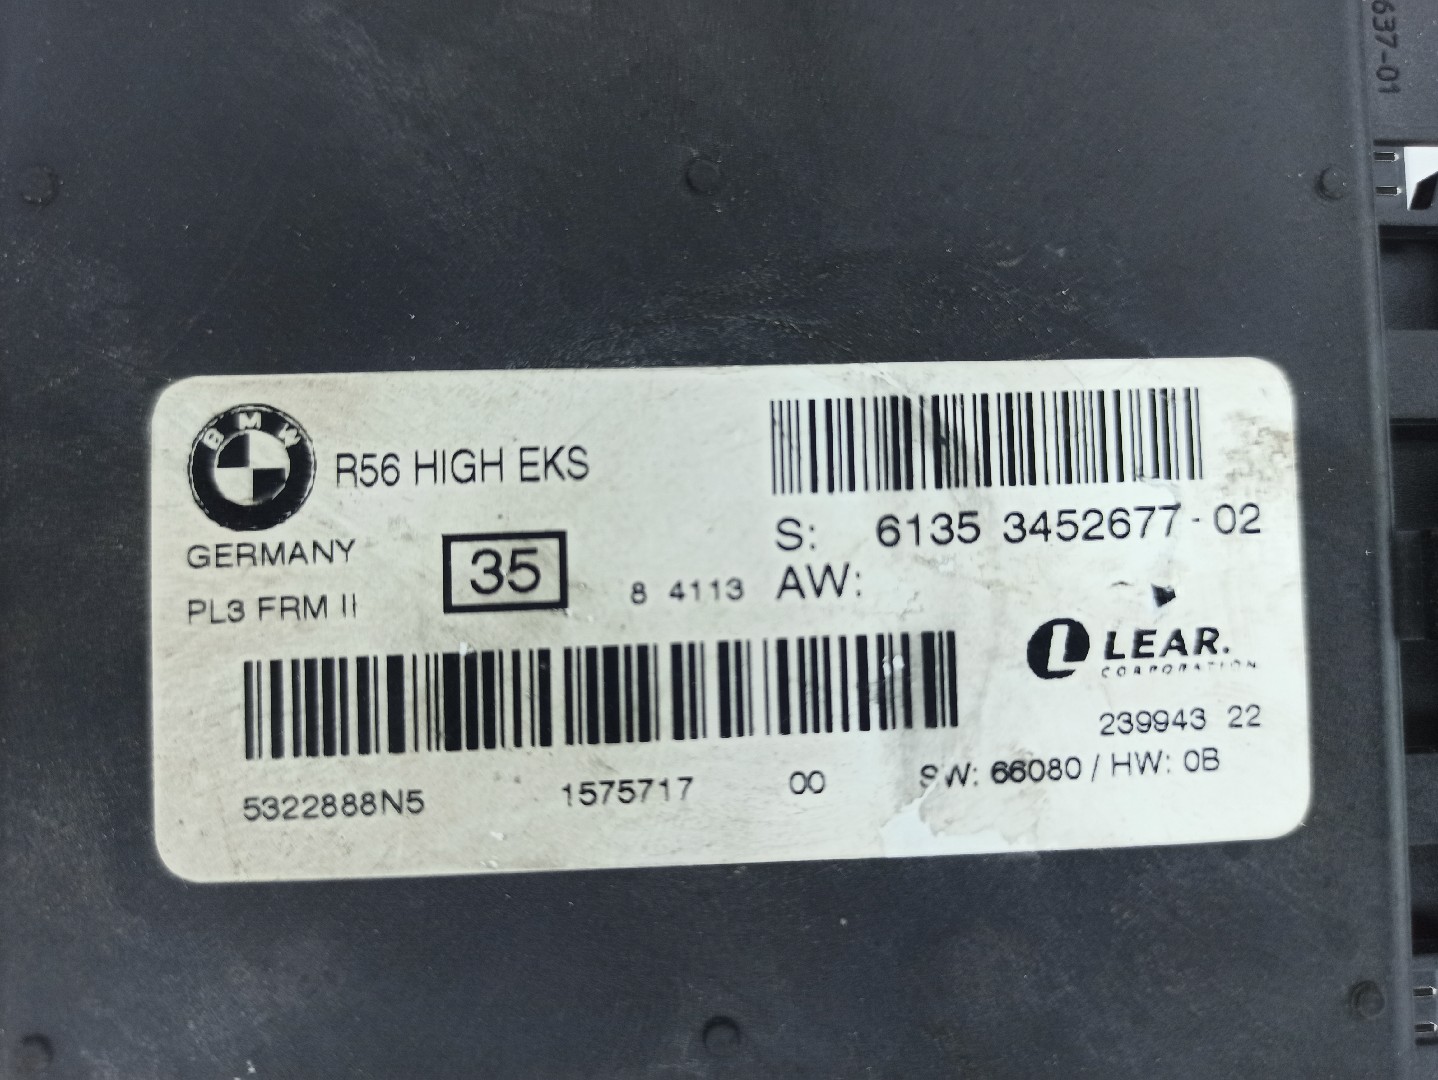 637-01
BMW
R56 HIGH EKS
S: 6135 3452677-02
GERMANY
35
8 4113
AW:
PL3 FRM II
LEAR.
CORPORATION
239943 22
SW: 66080 / HW: 0B
5322888N5 1575717 00